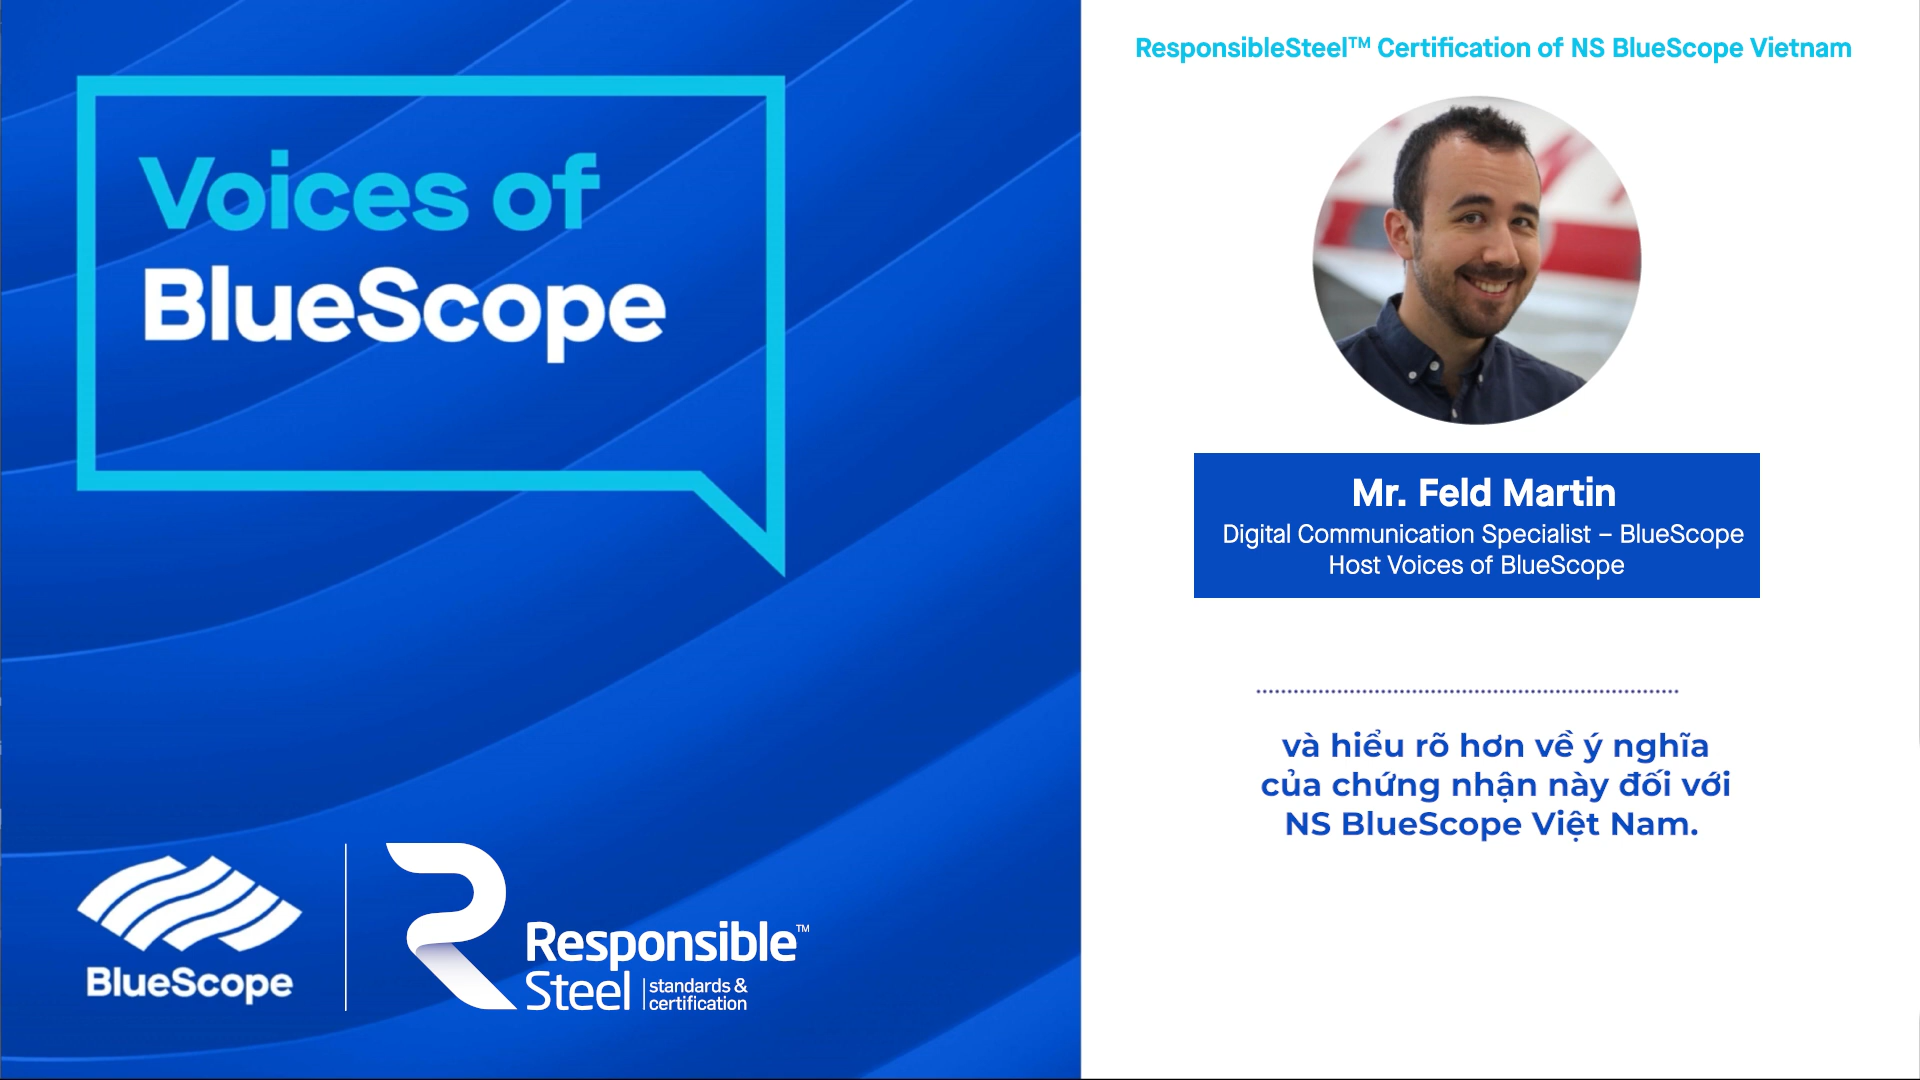 Voices of
BlueScope
BlueScope
Responsible™
Steel
standards &
certification
ResponsibleSteel™ Certification of NS BlueScope Vietnam
Mr. Feld Martin
Digital Communication Specialist – BlueScope
Host Voices of BlueScope
và hiểu rõ hơn về ý nghĩa
của chứng nhận này đối với
NS BlueScope Việt Nam.